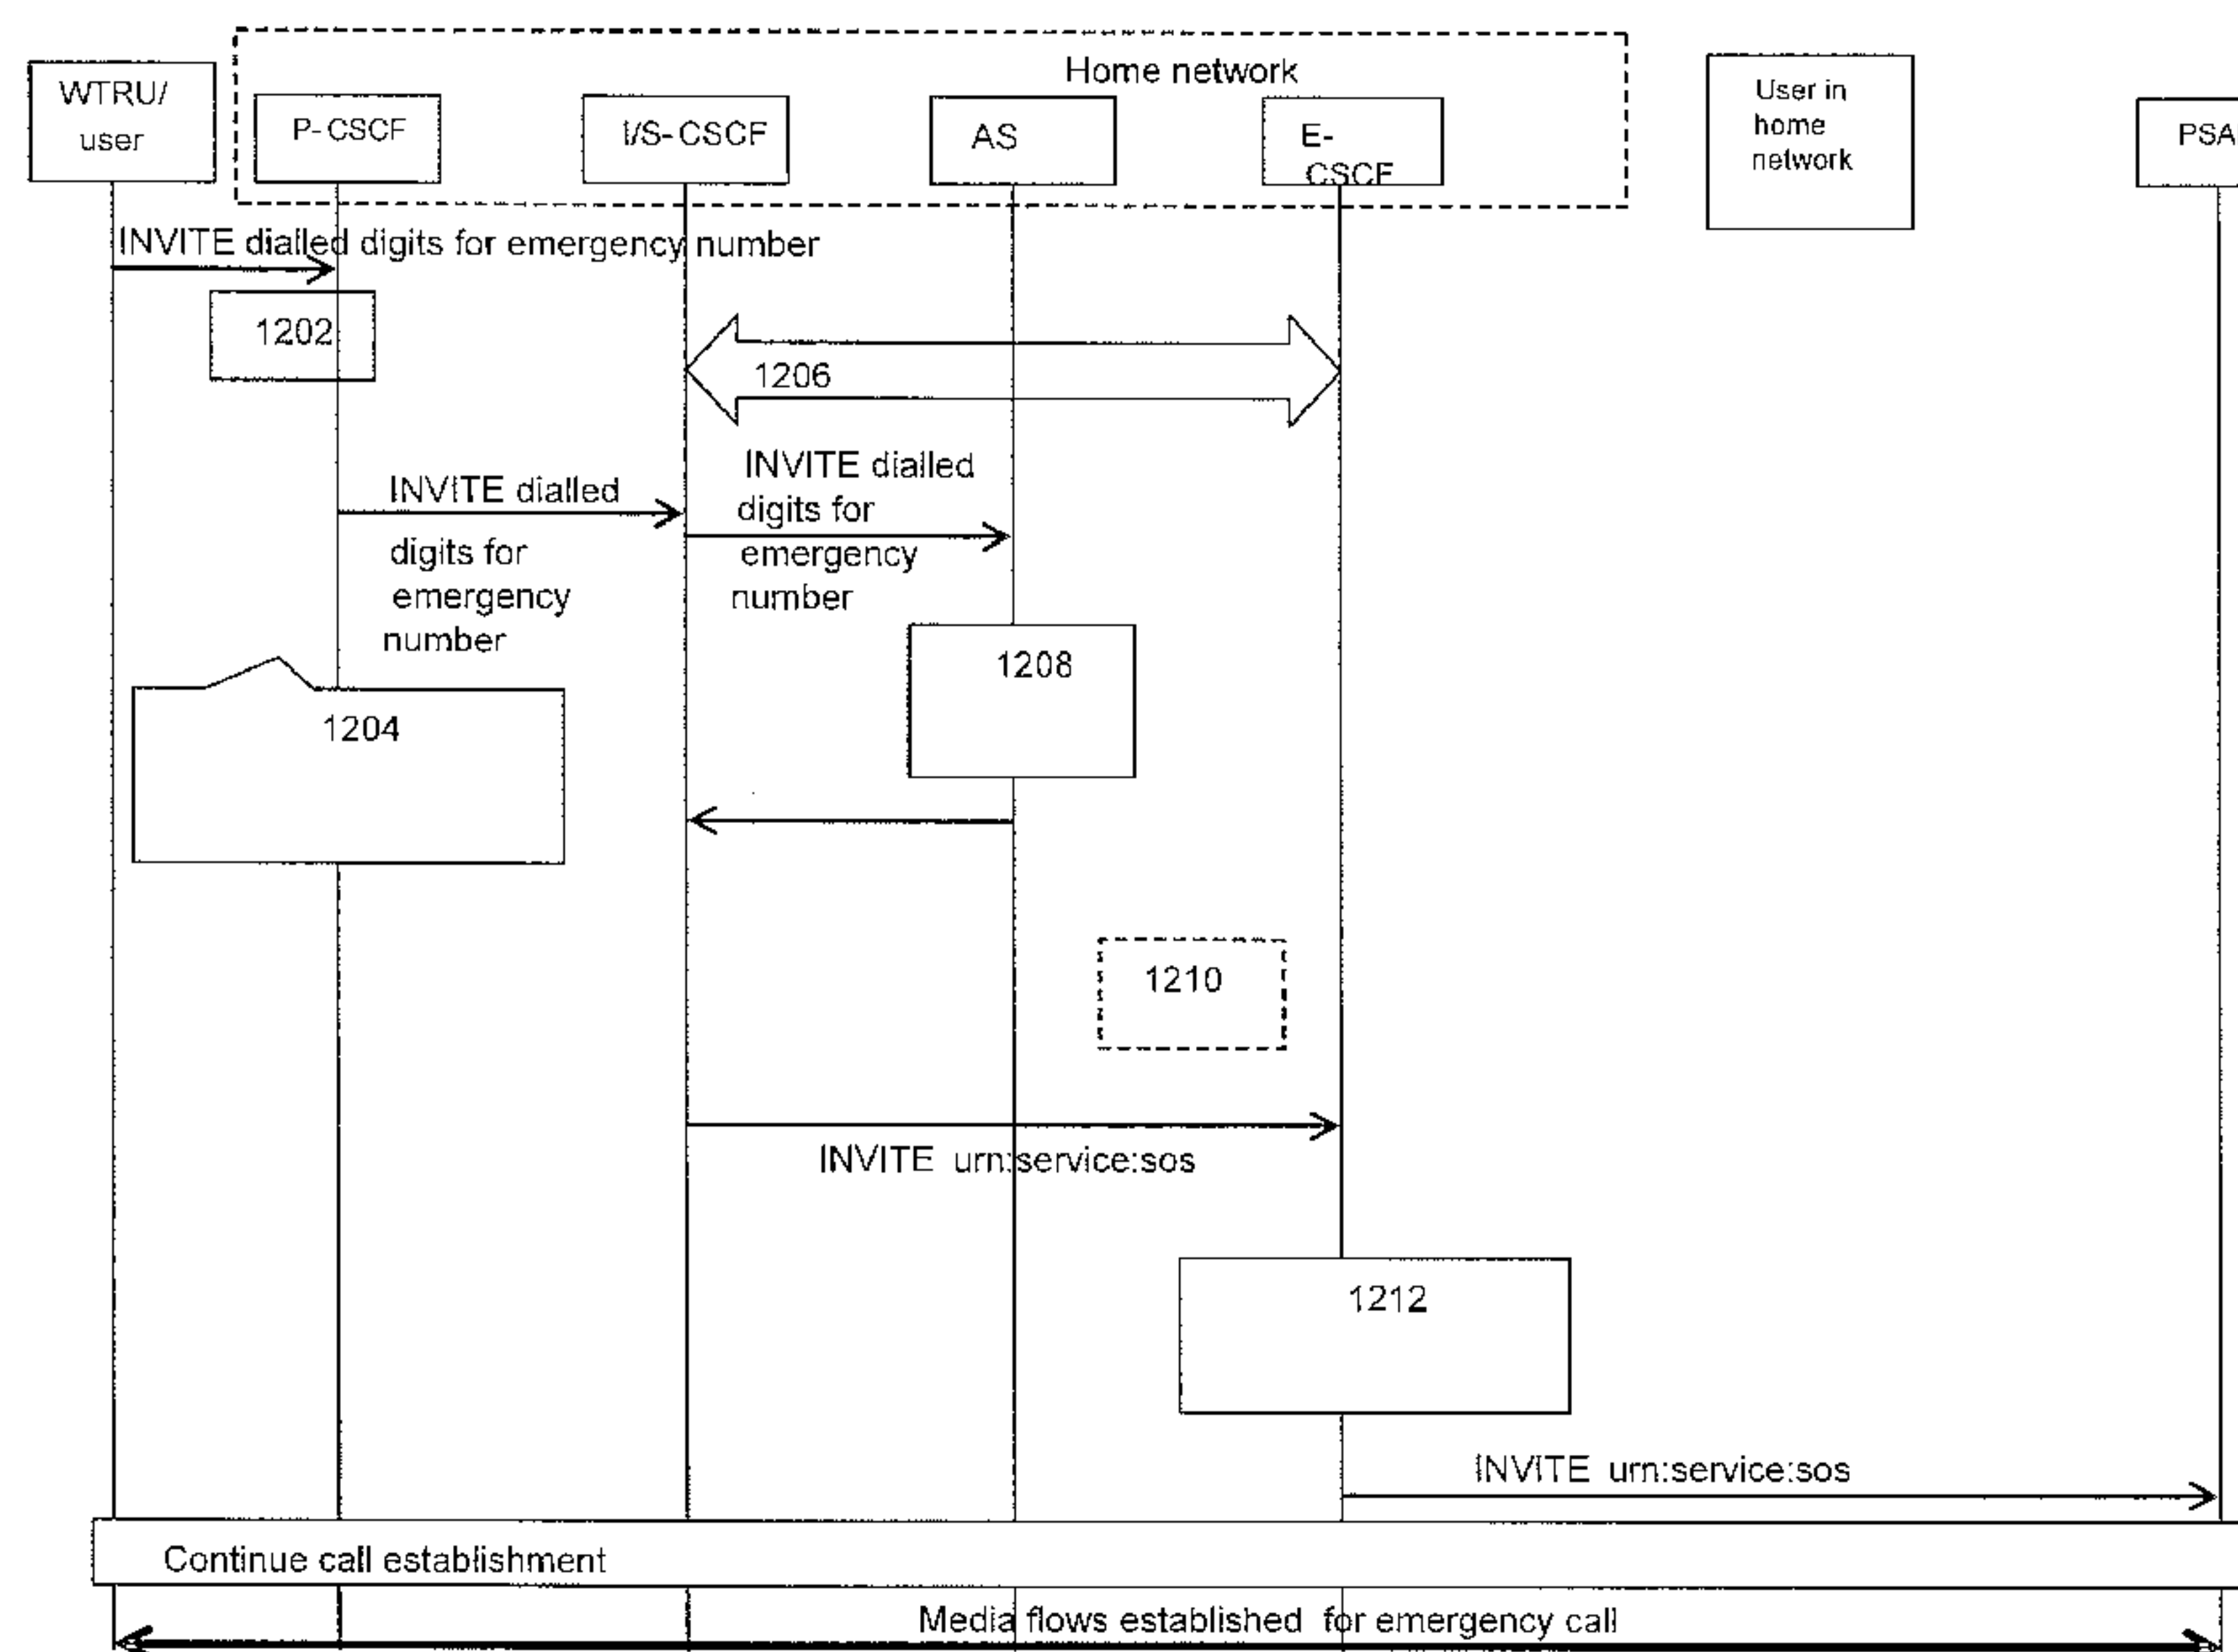 Home network
WTRU/
user
P-CSCF
I/S-CSCF
AS
E-
CSCF
User in
home
network
PSA
INVITE dialled digits for emergency number
1202
1206
INVITE dialled
digits for
emergency
number
INVITE dialled
digits for
emergency
number
1208
1204
1210
INVITE urn:service:sos
1212
INVITE urn:service:sos
Continue call establishment
Media flows established for emergency call